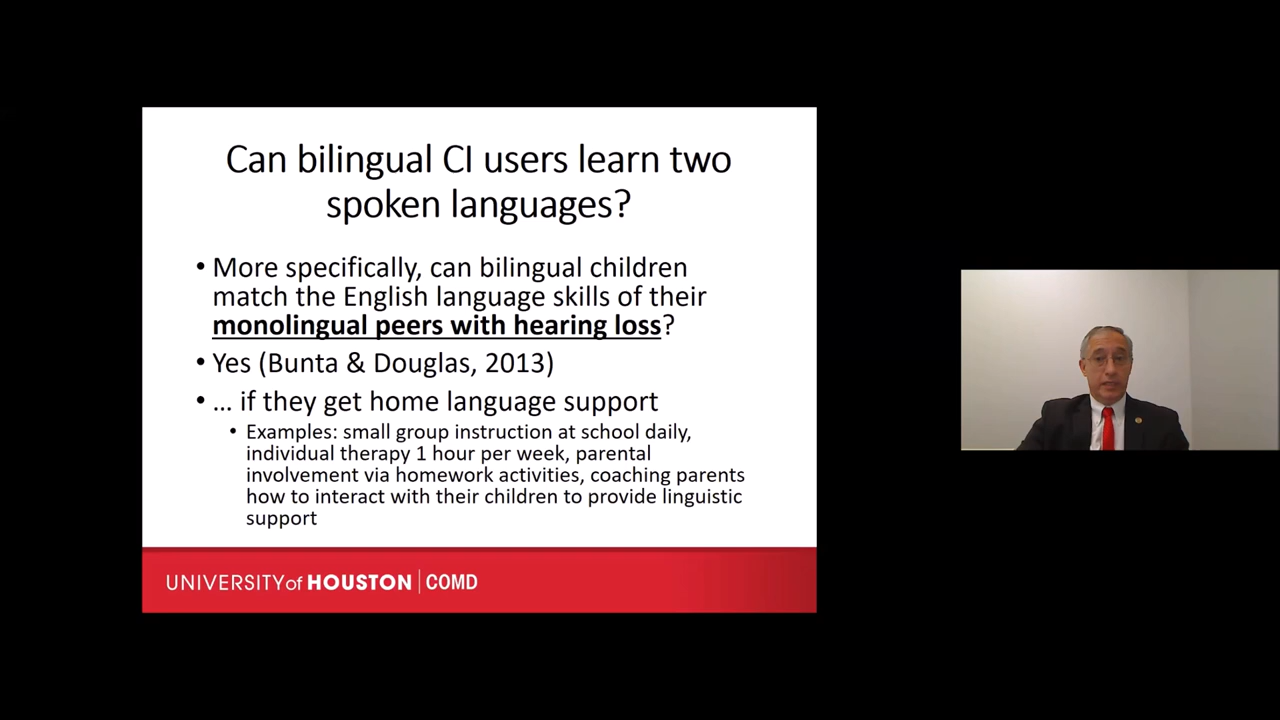 Can bilingual CI users learn two
spoken languages?
• More specifically, can bilingual children
match the English language skills of their
monolingual peers with hearing loss?
• Yes (Bunta & Douglas, 2013)
• … if they get home language support
• Examples: small group instruction at school daily,
individual therapy 1 hour per week, parental
involvement via homework activities, coaching parents
how to interact with their children to provide linguistic
support
UNIVERSITY of HOUSTON | COMD